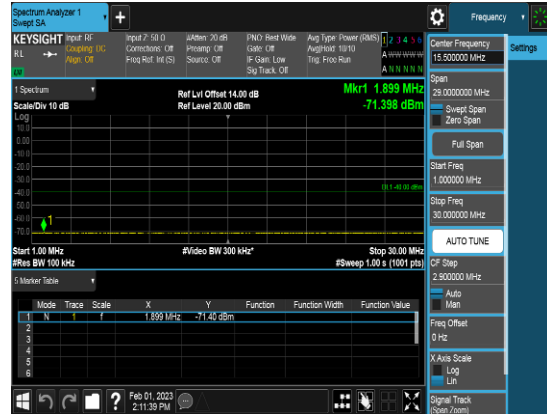 Spectrum Analyzer 1
Swept SA
+
Frequency
KEYSIGHT
RL
LNI
Input: RF
Coupling: DC
Align: Off
Input Z: 50 Ω
Corrections: Off
Freq Ref: Int (S)
#Atten: 20 dB
Preamp: Off
Source: Off
PNO: Best Wide
Gate: Off
IF Gain: Low
Sig Track: Off
Avg Type: Power (RMS)
Avg|Hold: 10/10
Trig: Free Run
1 2 3 4 5 6
A W W W W W
A N N N N N
1 Spectrum
Scale/Div 10 dB
Ref Lvl Offset 14.00 dB
Ref Level 20.00 dBm
Mkr1 1.899 MHz
-71.398 dBm
Log
10.0
0.00
-10.0
-20.0
-30.0
-40.0
-50.0
-60.0
-70.0
DL1 -40.00 dBm
1
Start 1.00 MHz
#Res BW 100 kHz
#Video BW 300 kHz*
Stop 30.00 MHz
#Sweep 1.00 s (1001 pts)
5 Marker Table
Mode Trace Scale X Y Function Function Width Function Value
1 N 1 f 1.899 MHz -71.40 dBm
2
3
4
5
6
?
Feb 01, 2023
2:11:39 PM
Center Frequency
15.500000 MHz
Settings
Span
29.0000000 MHz
Swept Span
Zero Span
Full Span
Start Freq
1.000000 MHz
Stop Freq
30.000000 MHz
AUTO TUNE
CF Step
2.900000 MHz
Auto
Man
Freq Offset
0 Hz
X Axis Scale
Log
Lin
Signal Track
(Span Zoom)